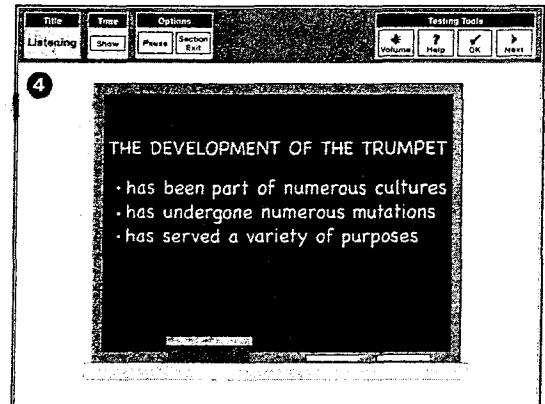 Title
Time
Options
Testing Tools
Listening
Show
Pause
Section
Exit
Volume
?
Help
OK
Next
4
THE DEVELOPMENT OF THE TRUMPET
· has been part of numerous cultures
· has undergone numerous mutations
· has served a variety of purposes